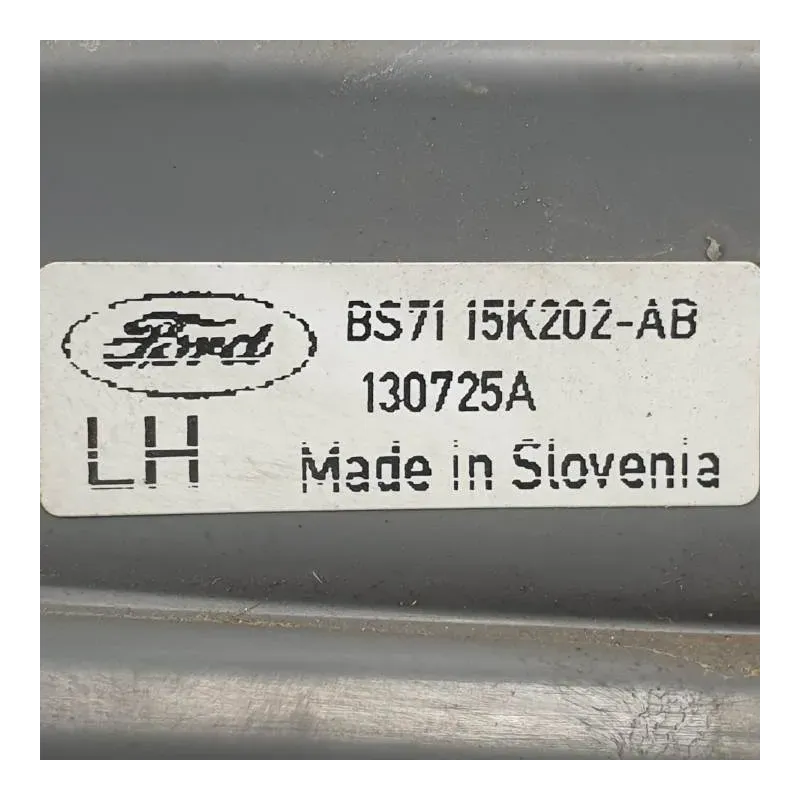 Ford
BS71 15K202-AB
130725A
LH
Made in Slovenia